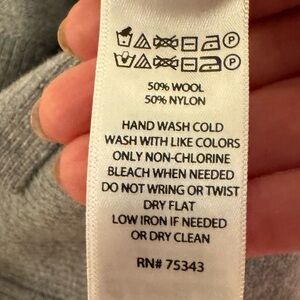 50% WOOL
50% NYLON
HAND WASH COLD
WASH WITH LIKE COLORS
ONLY NON-CHLORINE
BLEACH WHEN NEEDED
DO NOT WRING OR TWIST
DRY FLAT
LOW IRON IF NEEDED
OR DRY CLEAN
RN# 75343